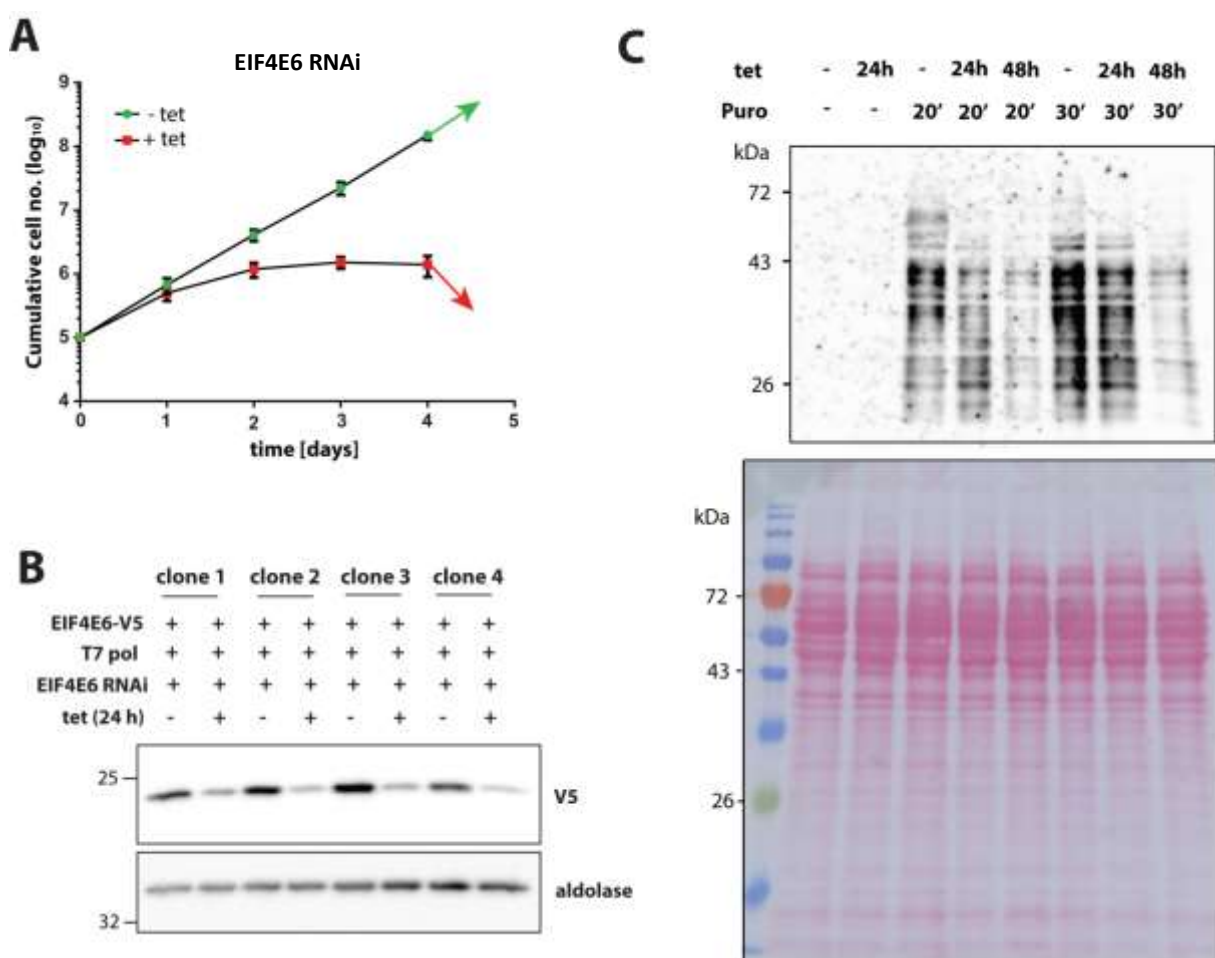 A
EIF4E6 RNAi
- tet
+ tet
Cumulative cell no. (log₁₀)
9
8
7
6
5
4
0 1 2 3 4 5
time [days]
B
clone 1 clone 2 clone 3 clone 4
EIF4E6-V5 + + + + + + + +
T7 pol + + + + + + + +
EIF4E6 RNAi + + + + + + + +
tet (24 h) - + - + - + - +
25
V5
aldolase
32
C
tet - 24h - 24h 48h - 24h 48h
Puro - - 20' 20' 20' 30' 30' 30'
kDa
72
43
26
kDa
72
43
26